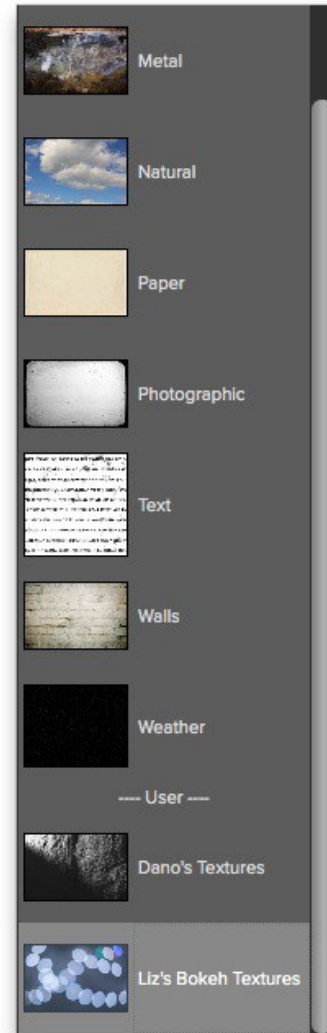 Metal
Natural
Paper
Photographic
Text
Walls
Weather
---- User ----
Dano's Textures
Liz's Bokeh Textures